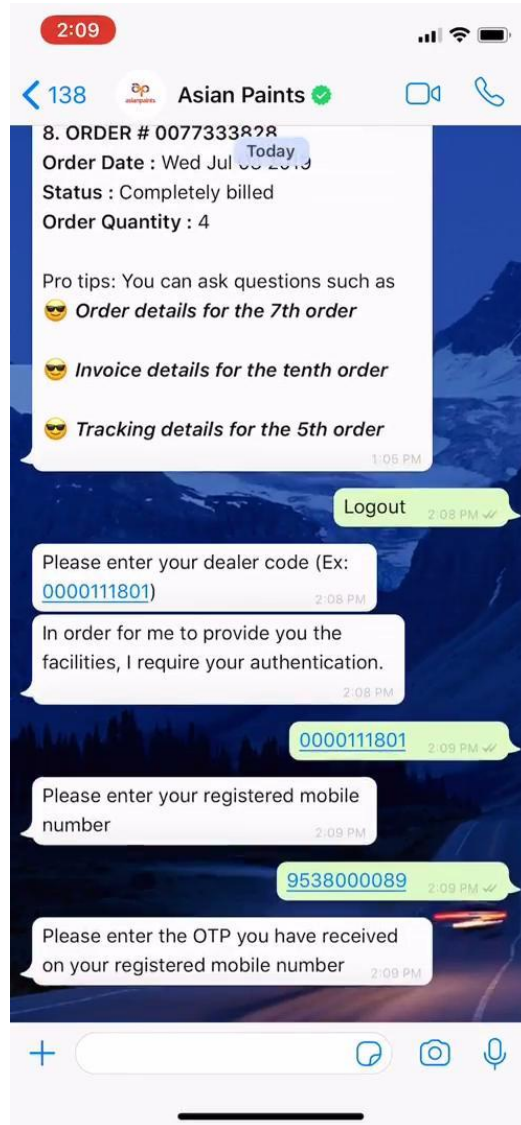 2:09
138
asianpaints
Asian Paints
8. ORDER # 0077333828
Today
Order Date : Wed Jul 2019
Status : Completely billed
Order Quantity : 4
Pro tips: You can ask questions such as
😎 Order details for the 7th order
😎 Invoice details for the tenth order
😎 Tracking details for the 5th order
1:05 PM
Logout 2:08 PM
Please enter your dealer code (Ex:
0000111801) 2:08 PM
In order for me to provide you the
facilities, I require your authentication.
2:08 PM
0000111801 2:09 PM
Please enter your registered mobile
number 2:09 PM
9538000089 2:09 PM
Please enter the OTP you have received
on your registered mobile number 2:09 PM